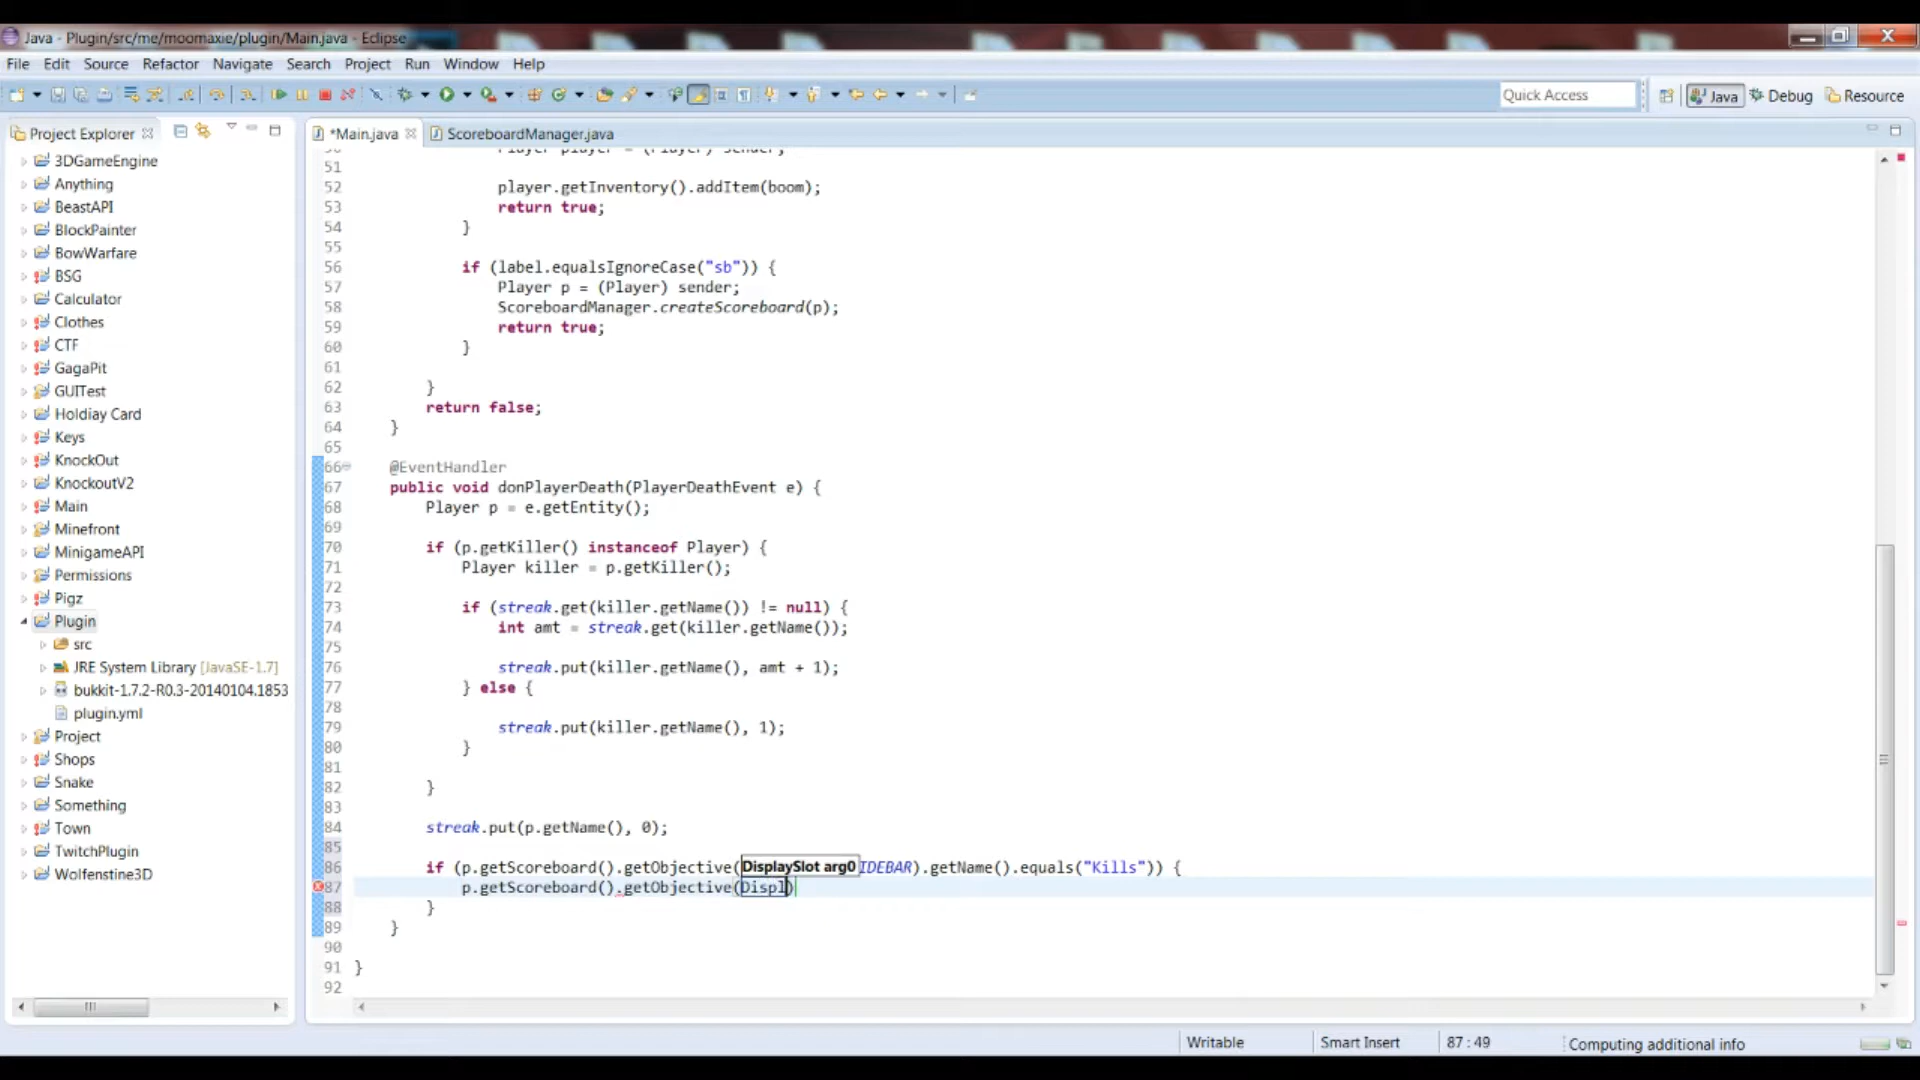 Java - Plugin/src/me/moomaxie/plugin/Main.java - Eclipse
File Edit Source Refactor Navigate Search Project Run Window Help
Quick Access Java Debug Resource
Project Explorer
*Main.java ScoreboardManager.java
3DGameEngine
Anything
BeastAPI
BlockPainter
BowWarfare
BSG
Calculator
Clothes
CTF
GagaPit
GUITest
Holdiay Card
Keys
KnockOut
KnockoutV2
Main
Minefront
MinigameAPI
Permissions
Pigz
Plugin
src
JRE System Library [JavaSE-1.7]
bukkit-1.7.2-R0.3-20140104.1853
plugin.yml
Project
Shops
Snake
Something
Town
TwitchPlugin
Wolfenstine3D
51
52 player.getInventory().addItem(boom);
53 return true;
54 }
55
56 if (label.equalsIgnoreCase("sb")) {
57 Player p = (Player) sender;
58 ScoreboardManager.createScoreboard(p);
59 return true;
60 }
61
62 }
63 return false;
64 }
65
66 @EventHandler
67 public void donPlayerDeath(PlayerDeathEvent e) {
68 Player p = e.getEntity();
69
70 if (p.getKiller() instanceof Player) {
71 Player killer = p.getKiller();
72
73 if (streak.get(killer.getName()) != null) {
74 int amt = streak.get(killer.getName());
75
76 streak.put(killer.getName(), amt + 1);
77 } else {
78
79 streak.put(killer.getName(), 1);
80 }
81
82 }
83
84 streak.put(p.getName(), 0);
85
86 if (p.getScoreboard().getObjective(DisplaySlot arg0IDEBAR).getName().equals("Kills")) {
87 p.getScoreboard().getObjective(Displ)
88 }
89 }
90
91 }
92
Writable Smart Insert 87 : 49 Computing additional info